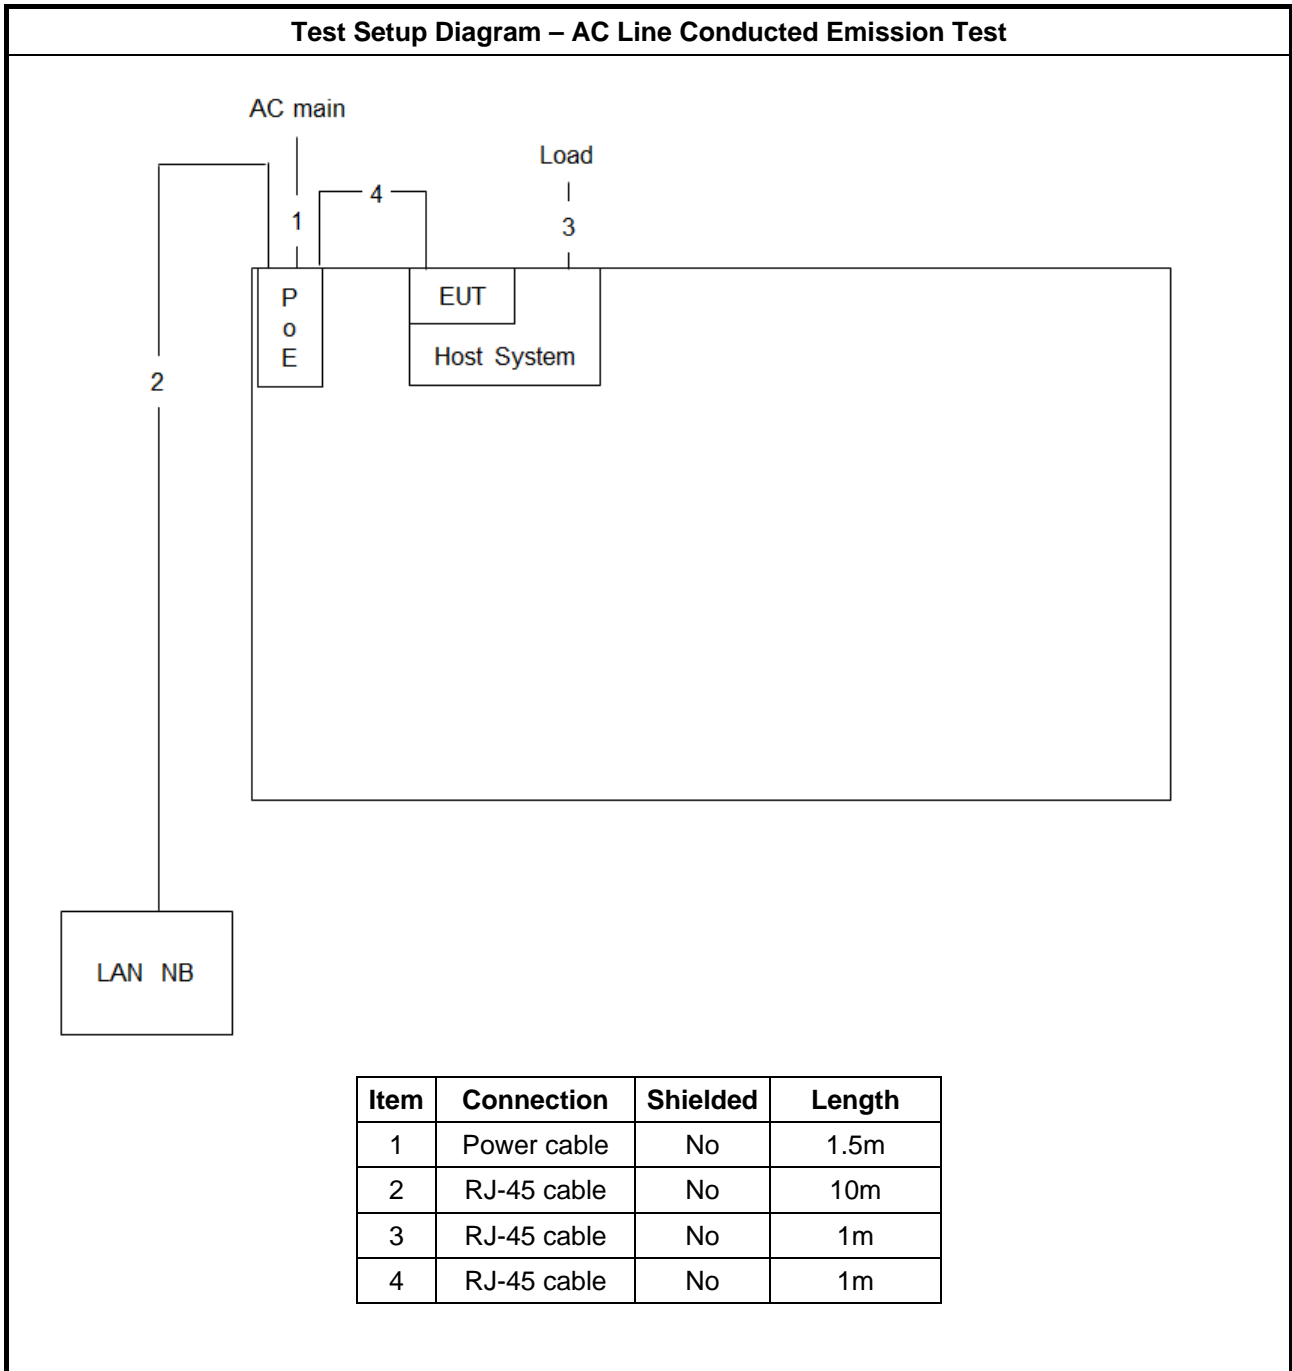 Test Setup Diagram – AC Line Conducted Emission Test
AC main
Load
4
1
3
P
o
E
EUT
Host System
2
LAN NB
Item Connection Shielded Length
1 Power cable No 1.5m
2 RJ-45 cable No 10m
3 RJ-45 cable No 1m
4 RJ-45 cable No 1m